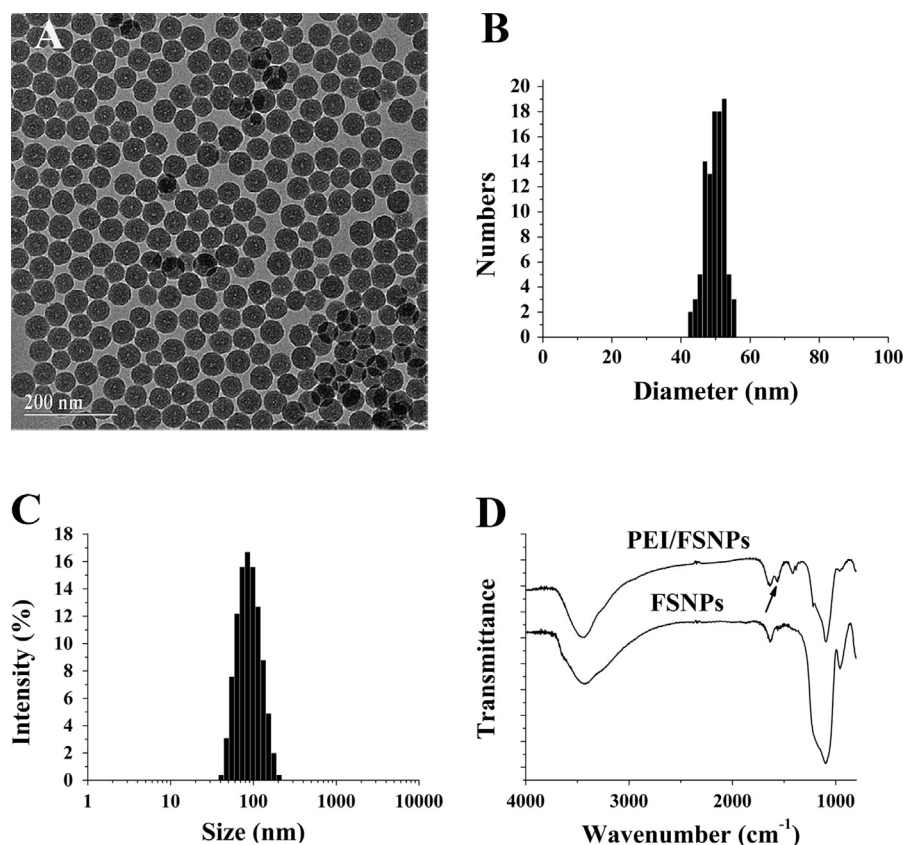 A
200 nm
B
20
18
16
14
12
10
8
6
4
2
0
Numbers
0 20 40 60 80 100
Diameter (nm)
C
18
16
14
12
10
8
6
4
2
0
Intensity (%)
1 10 100 1000 10000
Size (nm)
D
PEI/FSNPs
FSNPs
Transmittance
4000 3000 2000 1000
Wavenumber (cm⁻¹)